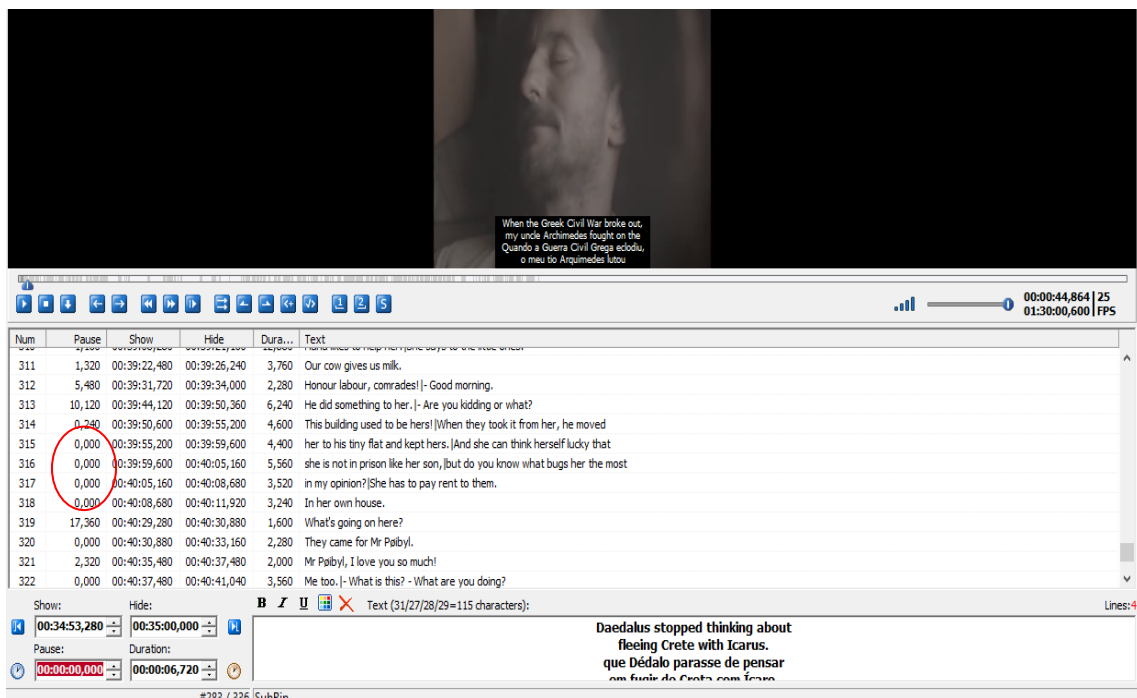 When the Greek Civil War broke out,
my uncle Archimedes fought on the
Quando a Guerra Civil Grega eclodiu,
o meu tio Arquimedes lutou
1 2 S
00:00:44,864 25
01:30:00,600 FPS
Num Pause Show Hide Dura... Text
311 1,320 00:39:22,480 00:39:26,240 3,760 Our cow gives us milk.
312 5,480 00:39:31,720 00:39:34,000 2,280 Honour labour, comrades!|- Good morning.
313 10,120 00:39:44,120 00:39:50,360 6,240 He did something to her.|- Are you kidding or what?
314 0,240 00:39:50,600 00:39:55,200 4,600 This building used to be hers!|When they took it from her, he moved
315 0,000 00:39:55,200 00:39:59,600 4,400 her to his tiny flat and kept hers.|And she can think herself lucky that
316 0,000 00:39:59,600 00:40:05,160 5,560 she is not in prison like her son,|but do you know what bugs her the most
317 0,000 00:40:05,160 00:40:08,680 3,520 in my opinion?|She has to pay rent to them.
318 0,000 00:40:08,680 00:40:11,920 3,240 In her own house.
319 17,360 00:40:29,280 00:40:30,880 1,600 What's going on here?
320 0,000 00:40:30,880 00:40:33,160 2,280 They came for Mr Pøibyl.
321 2,320 00:40:35,480 00:40:37,480 2,000 Mr Pøibyl, I love you so much!
322 0,000 00:40:37,480 00:40:41,040 3,560 Me too.|- What is this? - What are you doing?
Show: Hide: B I U Text (31/27/28/29=115 characters): Lines:4
00:34:53,280 00:35:00,000
Pause: Duration:
00:00:00,000 00:00:06,720
Daedalus stopped thinking about
fleeing Crete with Icarus.
que Dédalo parasse de pensar
em fugir de Creta com Ícaro
#283 / 336 SubRip